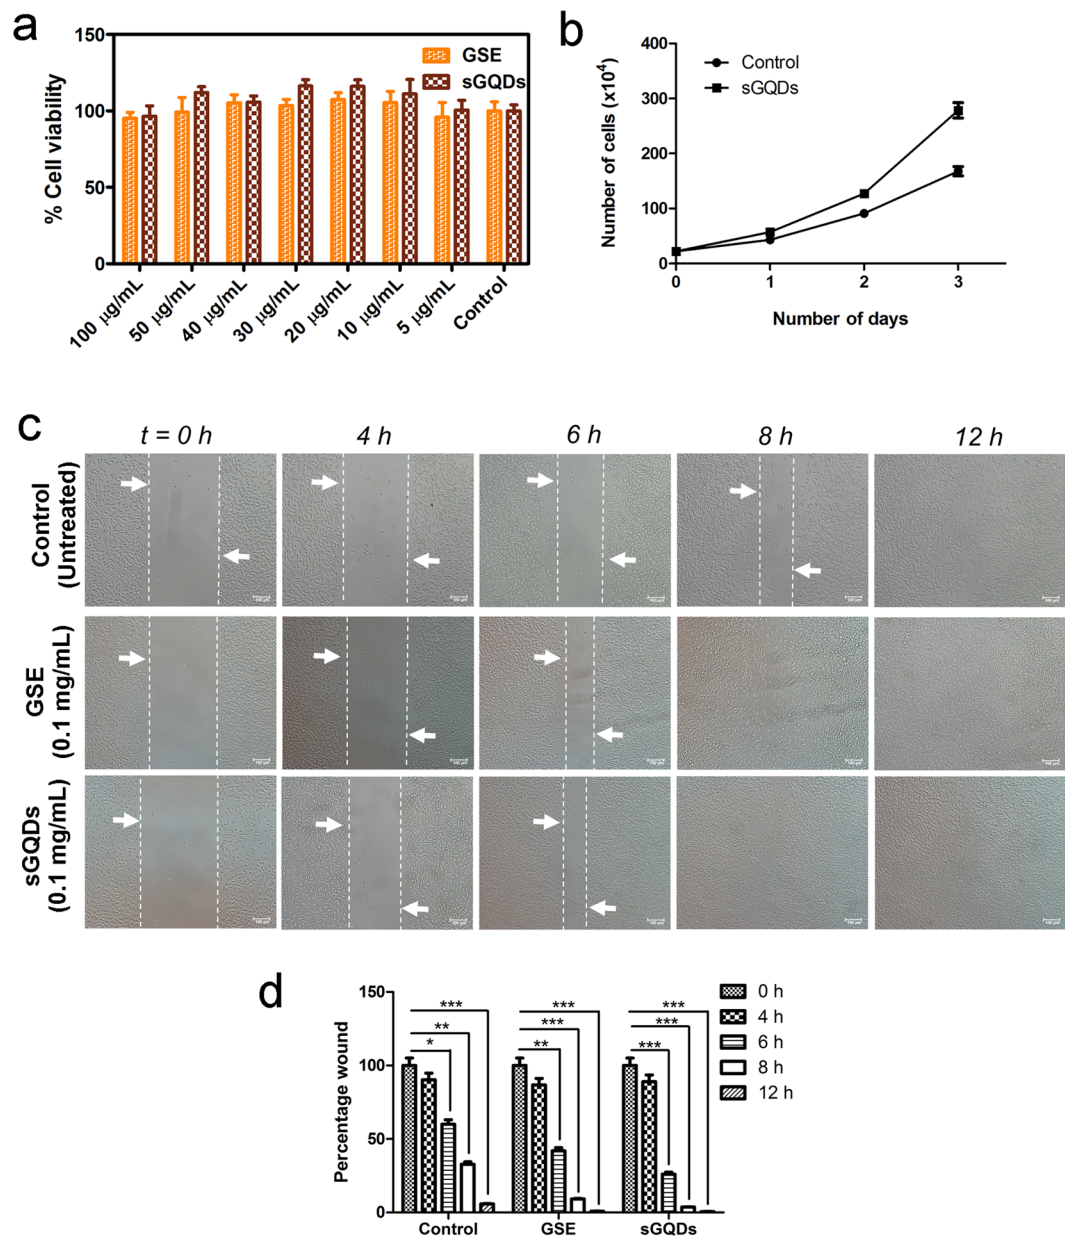 a
150
100
50
0
% Cell viability
GSE
sGQDs
100 µg/mL
50 µg/mL
40 µg/mL
30 µg/mL
20 µg/mL
10 µg/mL
5 µg/mL
Control
b
400
300
200
100
0
Number of cells (x10⁴)
Control
sGQDs
0 1 2 3
Number of days
c
t = 0 h 4 h 6 h 8 h 12 h
Control
(Untreated)
GSE
(0.1 mg/mL)
sGQDs
(0.1 mg/mL)
100 µm
d
150
100
50
0
Percentage wound
*** *** ***
** *** ***
* ** ***
0 h
4 h
6 h
8 h
12 h
Control GSE sGQDs